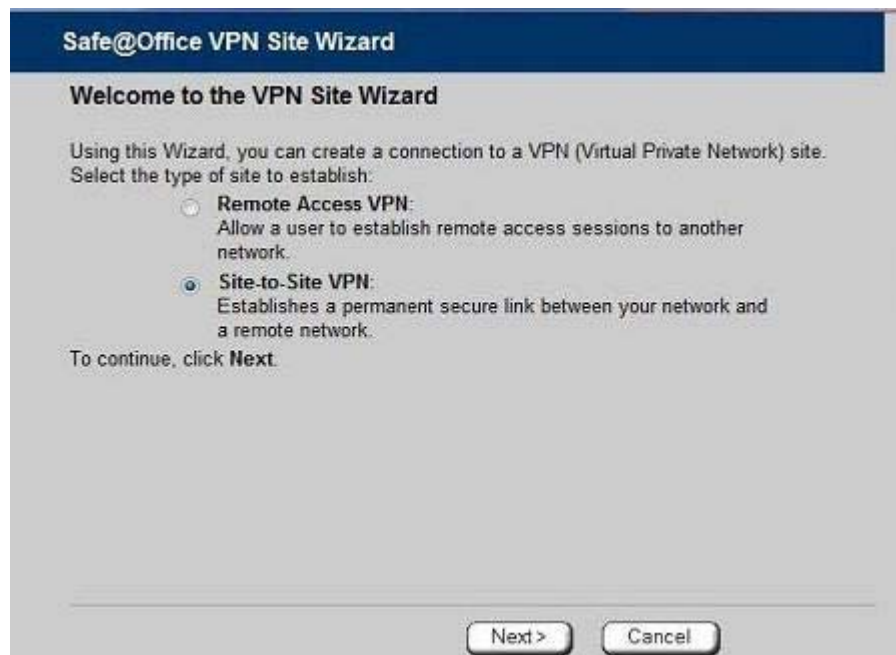 Safe@Office VPN Site Wizard
Welcome to the VPN Site Wizard
Using this Wizard, you can create a connection to a VPN (Virtual Private Network) site.
Select the type of site to establish:
Remote Access VPN:
Allow a user to establish remote access sessions to another
network.
Site-to-Site VPN:
Establishes a permanent secure link between your network and
a remote network.
To continue, click Next.
Next >
Cancel